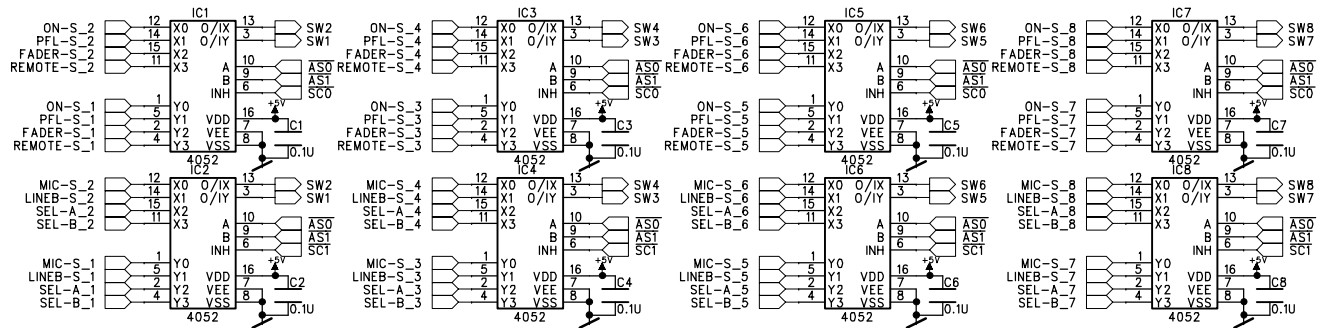 IC1
ON-S_2 12 X0 O/IX 13 SW2
PFL-S_2 14 X1 O/IY 3 SW1
FADER-S_2 15 X2
REMOTE-S_2 11 X3
A 10 AS0
B 9 AS1
INH 6 SC0
+5V
ON-S_1 1 Y0
PFL-S_1 5 Y1 VDD 16 C1
FADER-S_1 2 Y2 VEE 7
REMOTE-S_1 4 Y3 VSS 8 0.1U
4052
IC3
ON-S_4 12 X0 O/IX 13 SW4
PFL-S_4 14 X1 O/IY 3 SW3
FADER-S_4 15 X2
REMOTE-S_4 11 X3
A 10 AS0
B 9 AS1
INH 6 SC0
+5V
ON-S_3 1 Y0
PFL-S_3 5 Y1 VDD 16 C3
FADER-S_3 2 Y2 VEE 7
REMOTE-S_3 4 Y3 VSS 8 0.1U
4052
IC5
ON-S_6 12 X0 O/IX 13 SW6
PFL-S_6 14 X1 O/IY 3 SW5
FADER-S_6 15 X2
REMOTE-S_6 11 X3
A 10 AS0
B 9 AS1
INH 6 SC0
+5V
ON-S_5 1 Y0
PFL-S_5 5 Y1 VDD 16 C5
FADER-S_5 2 Y2 VEE 7
REMOTE-S_5 4 Y3 VSS 8 0.1U
4052
IC7
ON-S_8 12 X0 O/IX 13 SW8
PFL-S_8 14 X1 O/IY 3 SW7
FADER-S_8 15 X2
REMOTE-S_8 11 X3
A 10 AS0
B 9 AS1
INH 6 SC0
+5V
ON-S_7 1 Y0
PFL-S_7 5 Y1 VDD 16 C7
FADER-S_7 2 Y2 VEE 7
REMOTE-S_7 4 Y3 VSS 8 0.1U
4052
IC2
MIC-S_2 12 X0 O/IX 13 SW2
LINEB-S_2 14 X1 O/IY 3 SW1
SEL-A_2 15 X2
SEL-B_2 11 X3
A 10 AS0
B 9 AS1
INH 6 SC1
+5V
MIC-S_1 1 Y0
LINEB-S_1 5 Y1 VDD 16 C2
SEL-A_1 2 Y2 VEE 7
SEL-B_1 4 Y3 VSS 8 0.1U
4052
IC4
MIC-S_4 12 X0 O/IX 13 SW4
LINEB-S_4 14 X1 O/IY 3 SW3
SEL-A_4 15 X2
SEL-B_4 11 X3
A 10 AS0
B 9 AS1
INH 6 SC1
+5V
MIC-S_3 1 Y0
LINEB-S_3 5 Y1 VDD 16 C4
SEL-A_3 2 Y2 VEE 7
SEL-B_3 4 Y3 VSS 8 0.1U
4052
IC6
MIC-S_6 12 X0 O/IX 13 SW6
LINEB-S_6 14 X1 O/IY 3 SW5
SEL-A_6 15 X2
SEL-B_6 11 X3
A 10 AS0
B 9 AS1
INH 6 SC1
+5V
MIC-S_5 1 Y0
LINEB-S_5 5 Y1 VDD 16 C6
SEL-A_5 2 Y2 VEE 7
SEL-B_5 4 Y3 VSS 8 0.1U
4052
IC8
MIC-S_8 12 X0 O/IX 13 SW8
LINEB-S_8 14 X1 O/IY 3 SW7
SEL-A_8 15 X2
SEL-B_8 11 X3
A 10 AS0
B 9 AS1
INH 6 SC1
+5V
MIC-S_7 1 Y0
LINEB-S_7 5 Y1 VDD 16 C8
SEL-A_7 2 Y2 VEE 7
SEL-B_7 4 Y3 VSS 8 0.1U
4052